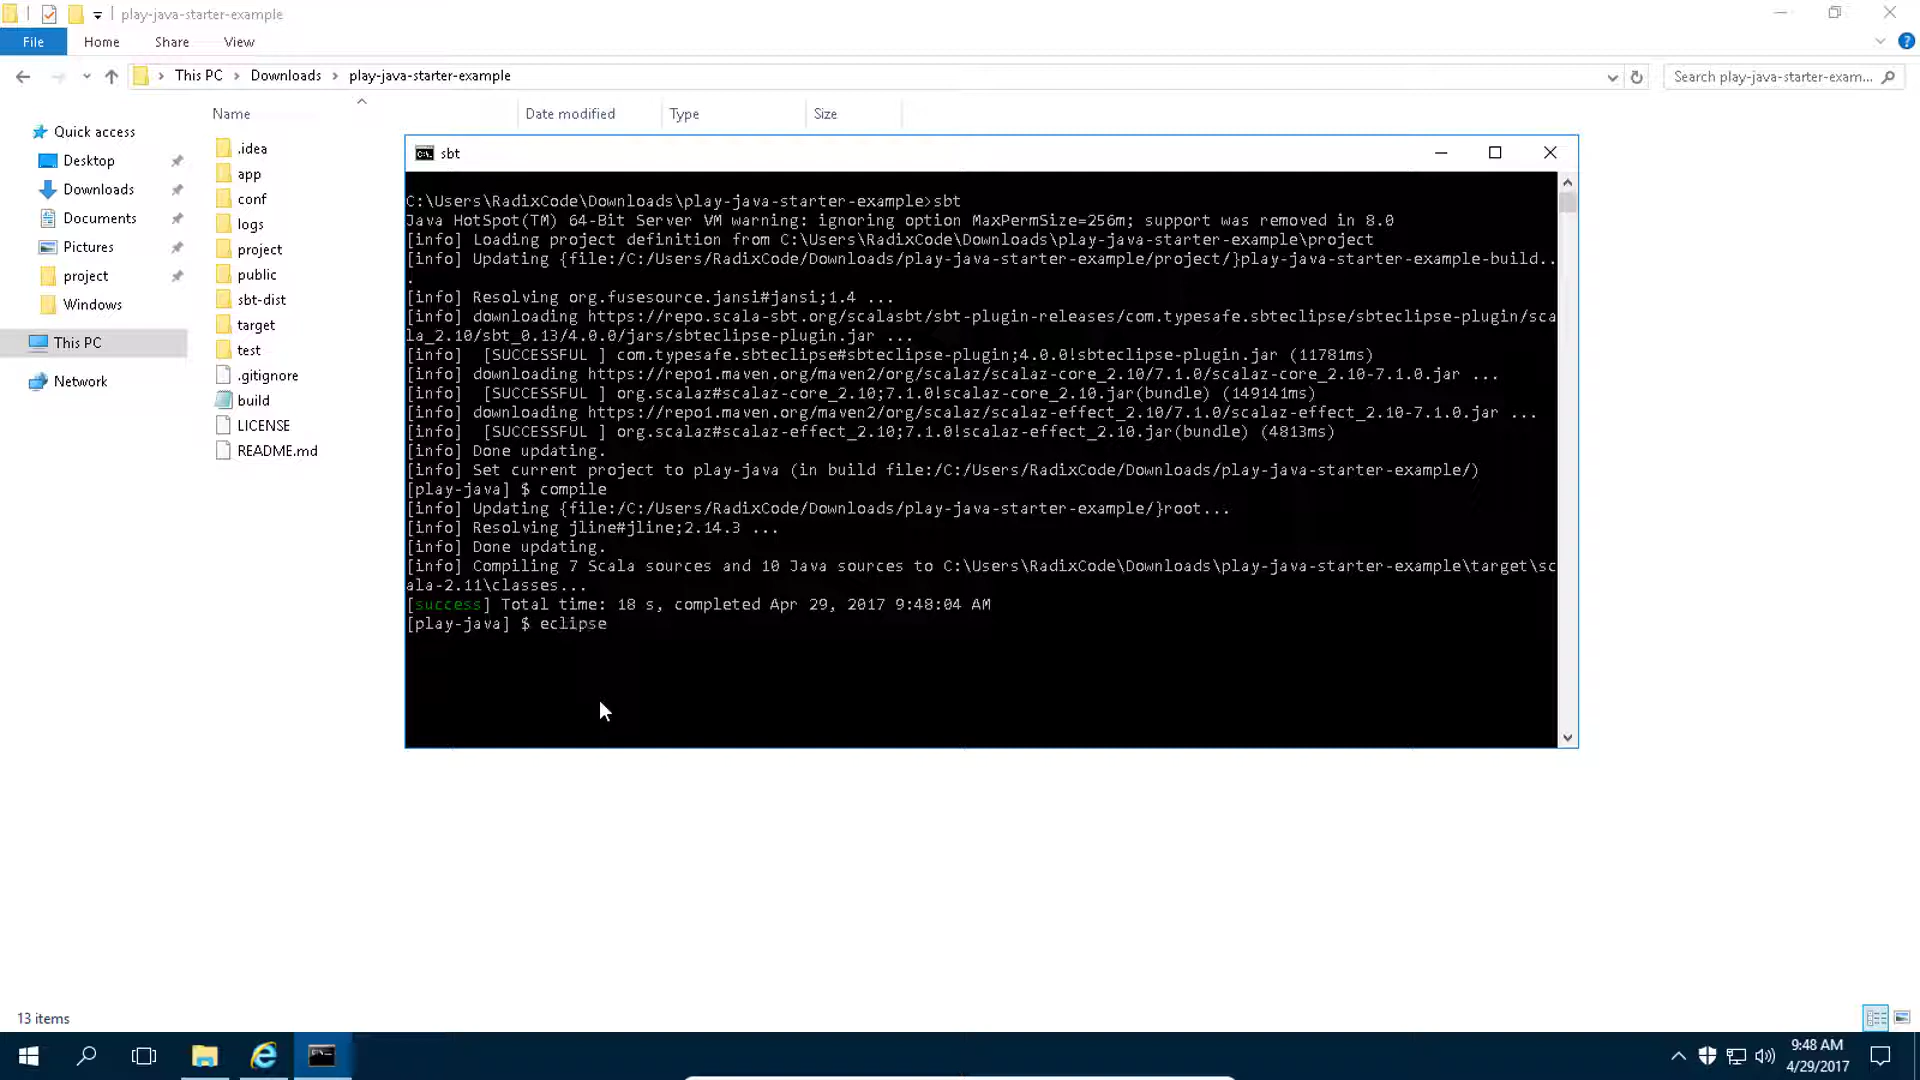 play-java-starter-example
File
Home
Share
View
This PC
Downloads
play-java-starter-example
Search play-java-starter-exam...
Name
Date modified
Type
Size
Quick access
Desktop
Downloads
Documents
Pictures
project
Windows
This PC
Network
.idea
app
conf
logs
project
public
sbt-dist
target
test
.gitignore
build
LICENSE
README.md
sbt
C:\Users\RadixCode\Downloads\play-java-starter-example>sbt
Java HotSpot(TM) 64-Bit Server VM warning: ignoring option MaxPermSize=256m; support was removed in 8.0
[info] Loading project definition from C:\Users\RadixCode\Downloads\play-java-starter-example\project
[info] Updating {file:/C:/Users/RadixCode/Downloads/play-java-starter-example/project/}play-java-starter-example-build..
.
[info] Resolving org.fusesource.jansi#jansi;1.4 ...
[info] downloading https://repo.scala-sbt.org/scalasbt/sbt-plugin-releases/com.typesafe.sbteclipse/sbteclipse-plugin/sca
la_2.10/sbt_0.13/4.0.0/jars/sbteclipse-plugin.jar ...
[info]  [SUCCESSFUL ] com.typesafe.sbteclipse#sbteclipse-plugin;4.0.0!sbteclipse-plugin.jar (11781ms)
[info] downloading https://repo1.maven.org/maven2/org/scalaz/scalaz-core_2.10/7.1.0/scalaz-core_2.10-7.1.0.jar ...
[info]  [SUCCESSFUL ] org.scalaz#scalaz-core_2.10;7.1.0!scalaz-core_2.10.jar(bundle) (149141ms)
[info] downloading https://repo1.maven.org/maven2/org/scalaz/scalaz-effect_2.10/7.1.0/scalaz-effect_2.10-7.1.0.jar ...
[info]  [SUCCESSFUL ] org.scalaz#scalaz-effect_2.10;7.1.0!scalaz-effect_2.10.jar(bundle) (4813ms)
[info] Done updating.
[info] Set current project to play-java (in build file:/C:/Users/RadixCode/Downloads/play-java-starter-example/)
[play-java] $ compile
[info] Updating {file:/C:/Users/RadixCode/Downloads/play-java-starter-example/}root...
[info] Resolving jline#jline;2.14.3 ...
[info] Done updating.
[info] Compiling 7 Scala sources and 10 Java sources to C:\Users\RadixCode\Downloads\play-java-starter-example\target\sc
ala-2.11\classes...
[success] Total time: 18 s, completed Apr 29, 2017 9:48:04 AM
[play-java] $ eclipse
13 items
9:48 AM
4/29/2017